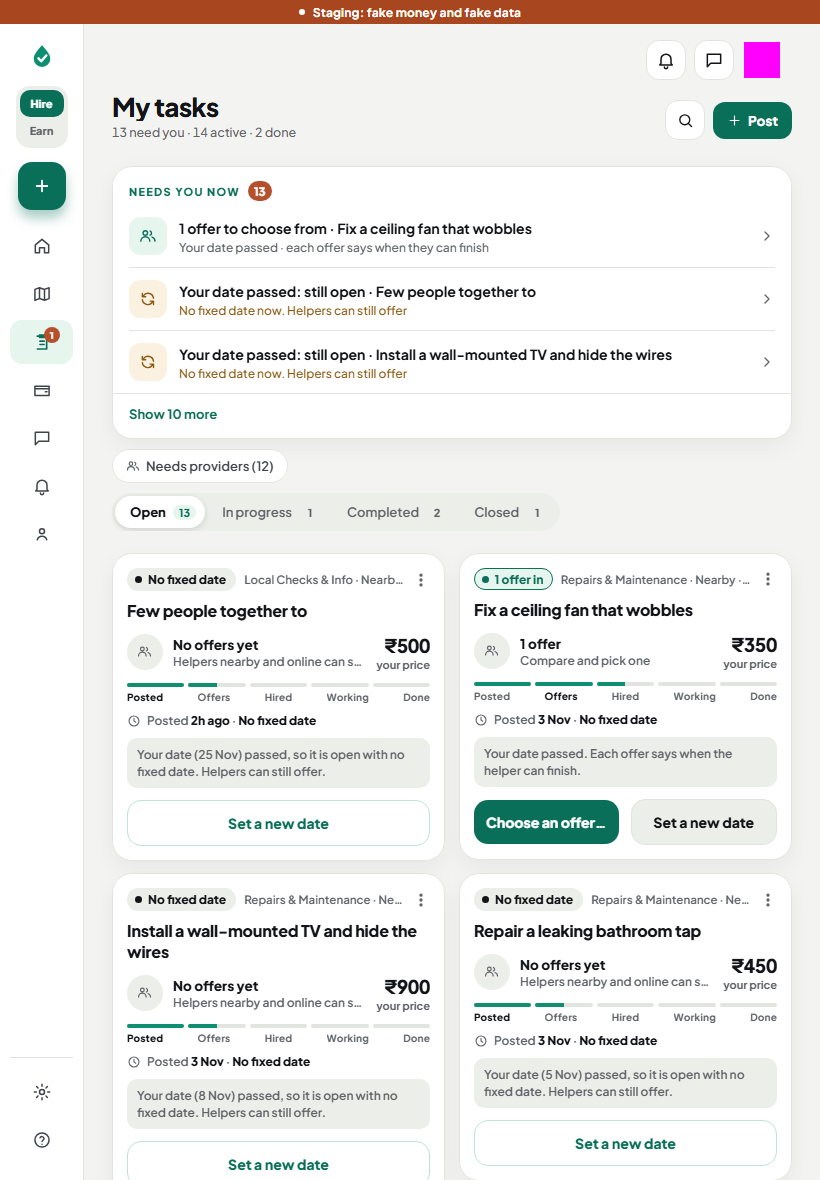 Staging: fake money and fake data
Hire
Earn
My tasks
13 need you · 14 active · 2 done
Post
NEEDS YOU NOW 13
1 offer to choose from · Fix a ceiling fan that wobbles
Your date passed · each offer says when they can finish
Your date passed: still open · Few people together to
No fixed date now. Helpers can still offer
1
Your date passed: still open · Install a wall-mounted TV and hide the wires
No fixed date now. Helpers can still offer
Show 10 more
Needs providers (12)
Open 13 In progress 1 Completed 2 Closed 1
No fixed date Local Checks & Info · Nearb…
Few people together to
No offers yet ₹500
Helpers nearby and online can s… your price
Posted Offers Hired Working Done
Posted 2h ago · No fixed date
Your date (25 Nov) passed, so it is open with no
fixed date. Helpers can still offer.
Set a new date
1 offer in Repairs & Maintenance · Nearby ·…
Fix a ceiling fan that wobbles
1 offer ₹350
Compare and pick one your price
Posted Offers Hired Working Done
Posted 3 Nov · No fixed date
Your date passed. Each offer says when the
helper can finish.
Choose an offer… Set a new date
No fixed date Repairs & Maintenance · Ne…
Install a wall-mounted TV and hide the
wires
No offers yet ₹900
Helpers nearby and online can s… your price
Posted Offers Hired Working Done
Posted 3 Nov · No fixed date
Your date (8 Nov) passed, so it is open with no
fixed date. Helpers can still offer.
Set a new date
No fixed date Repairs & Maintenance · Ne…
Repair a leaking bathroom tap
No offers yet ₹450
Helpers nearby and online can s… your price
Posted Offers Hired Working Done
Posted 3 Nov · No fixed date
Your date (5 Nov) passed, so it is open with no
fixed date. Helpers can still offer.
Set a new date